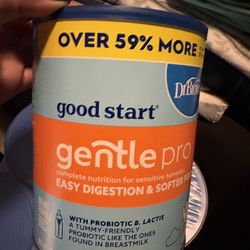 OVER 59% MORE
Dr Brown
good start®
gentle pro
complete nutrition for sensitive tummies
EASY DIGESTION & SOFTER
WITH PROBIOTIC B. LACTIS
A TUMMY-FRIENDLY
PROBIOTIC LIKE THE ONES
FOUND IN BREASTMILK